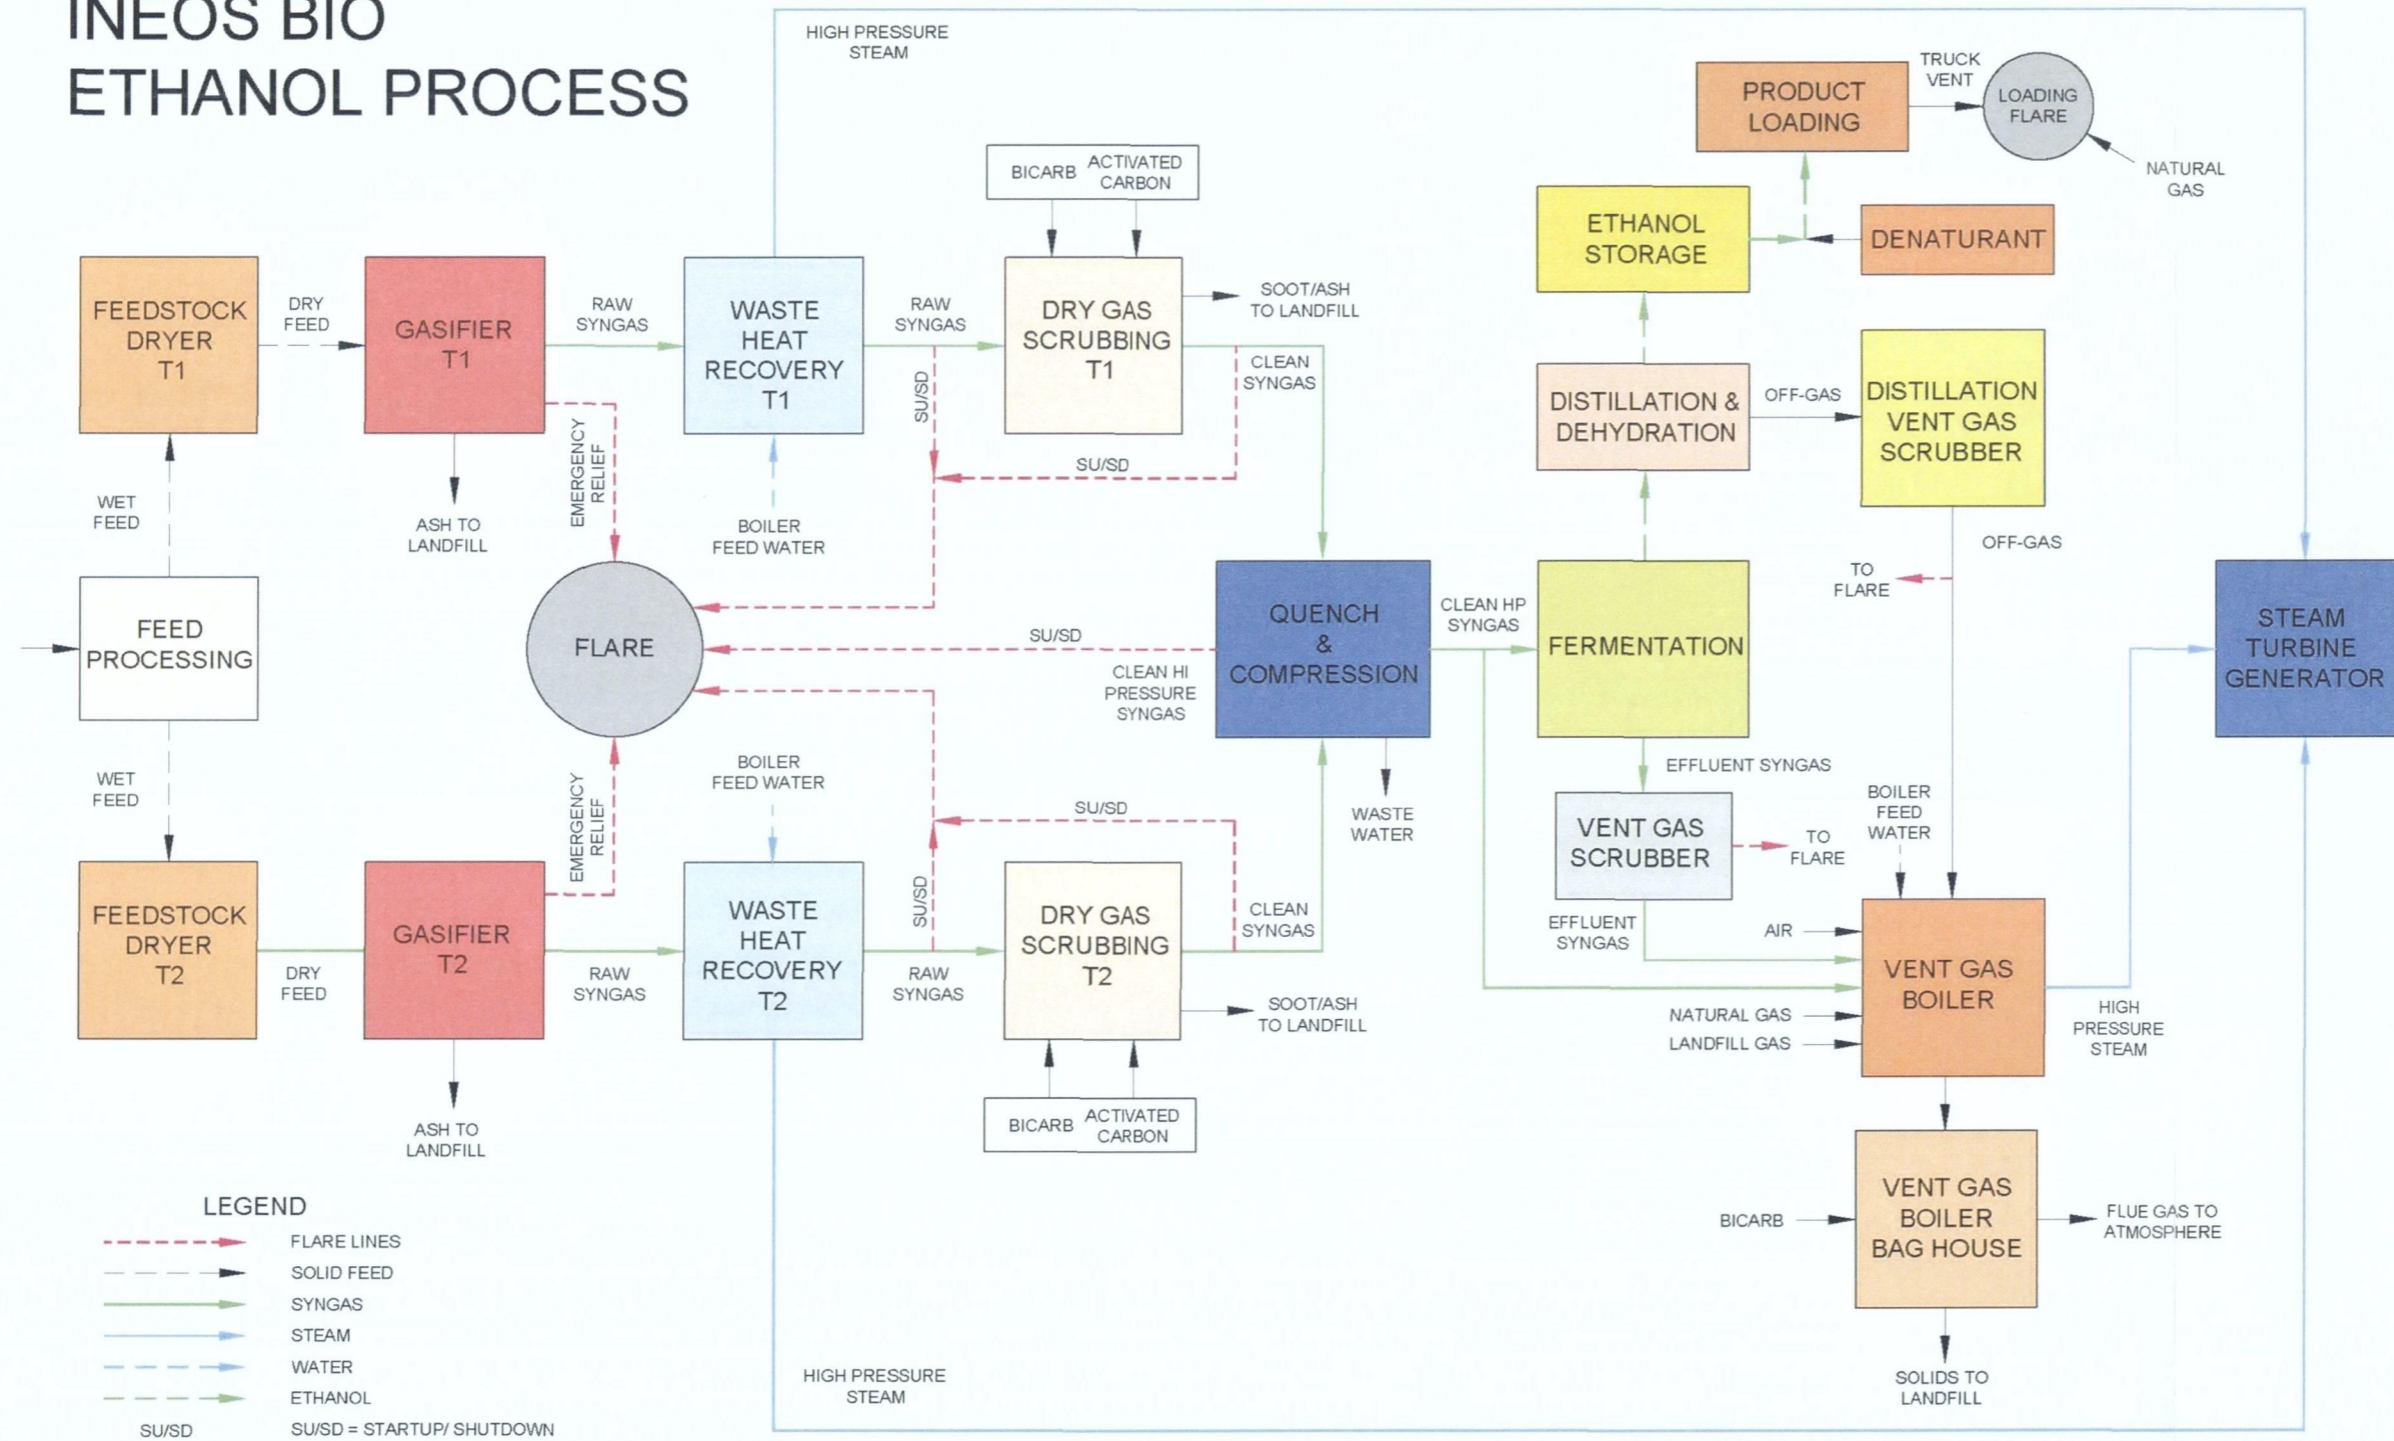 INEOS BIO
ETHANOL PROCESS
HIGH PRESSURE
STEAM
PRODUCT
LOADING
TRUCK
VENT
LOADING
FLARE
NATURAL
GAS
BICARB
ACTIVATED
CARBON
ETHANOL
STORAGE
DENATURANT
FEEDSTOCK
DRYER
T1
DRY
FEED
GASIFIER
T1
RAW
SYNGAS
WASTE
HEAT
RECOVERY
T1
RAW
SYNGAS
DRY GAS
SCRUBBING
T1
SOOT/ASH
TO LANDFILL
CLEAN
SYNGAS
SU/SD
SU/SD
DISTILLATION &
DEHYDRATION
OFF-GAS
DISTILLATION
VENT GAS
SCRUBBER
WET
FEED
ASH TO
LANDFILL
EMERGENCY
RELIEF
BOILER
FEED WATER
OFF-GAS
TO
FLARE
FEED
PROCESSING
FLARE
SU/SD
CLEAN HI
PRESSURE
SYNGAS
QUENCH
&
COMPRESSION
CLEAN HP
SYNGAS
FERMENTATION
STEAM
TURBINE
GENERATOR
WET
FEED
EMERGENCY
RELIEF
BOILER
FEED WATER
SU/SD
SU/SD
WASTE
WATER
EFFLUENT SYNGAS
VENT GAS
SCRUBBER
TO
FLARE
BOILER
FEED
WATER
FEEDSTOCK
DRYER
T2
DRY
FEED
GASIFIER
T2
RAW
SYNGAS
WASTE
HEAT
RECOVERY
T2
RAW
SYNGAS
DRY GAS
SCRUBBING
T2
CLEAN
SYNGAS
SOOT/ASH
TO LANDFILL
EFFLUENT
SYNGAS
AIR
NATURAL GAS
LANDFILL GAS
VENT GAS
BOILER
HIGH
PRESSURE
STEAM
ASH TO
LANDFILL
BICARB
ACTIVATED
CARBON
BICARB
VENT GAS
BOILER
BAG HOUSE
FLUE GAS TO
ATMOSPHERE
SOLIDS TO
LANDFILL
HIGH PRESSURE
STEAM
LEGEND
FLARE LINES
SOLID FEED
SYNGAS
STEAM
WATER
ETHANOL
SU/SD SU/SD = STARTUP/ SHUTDOWN